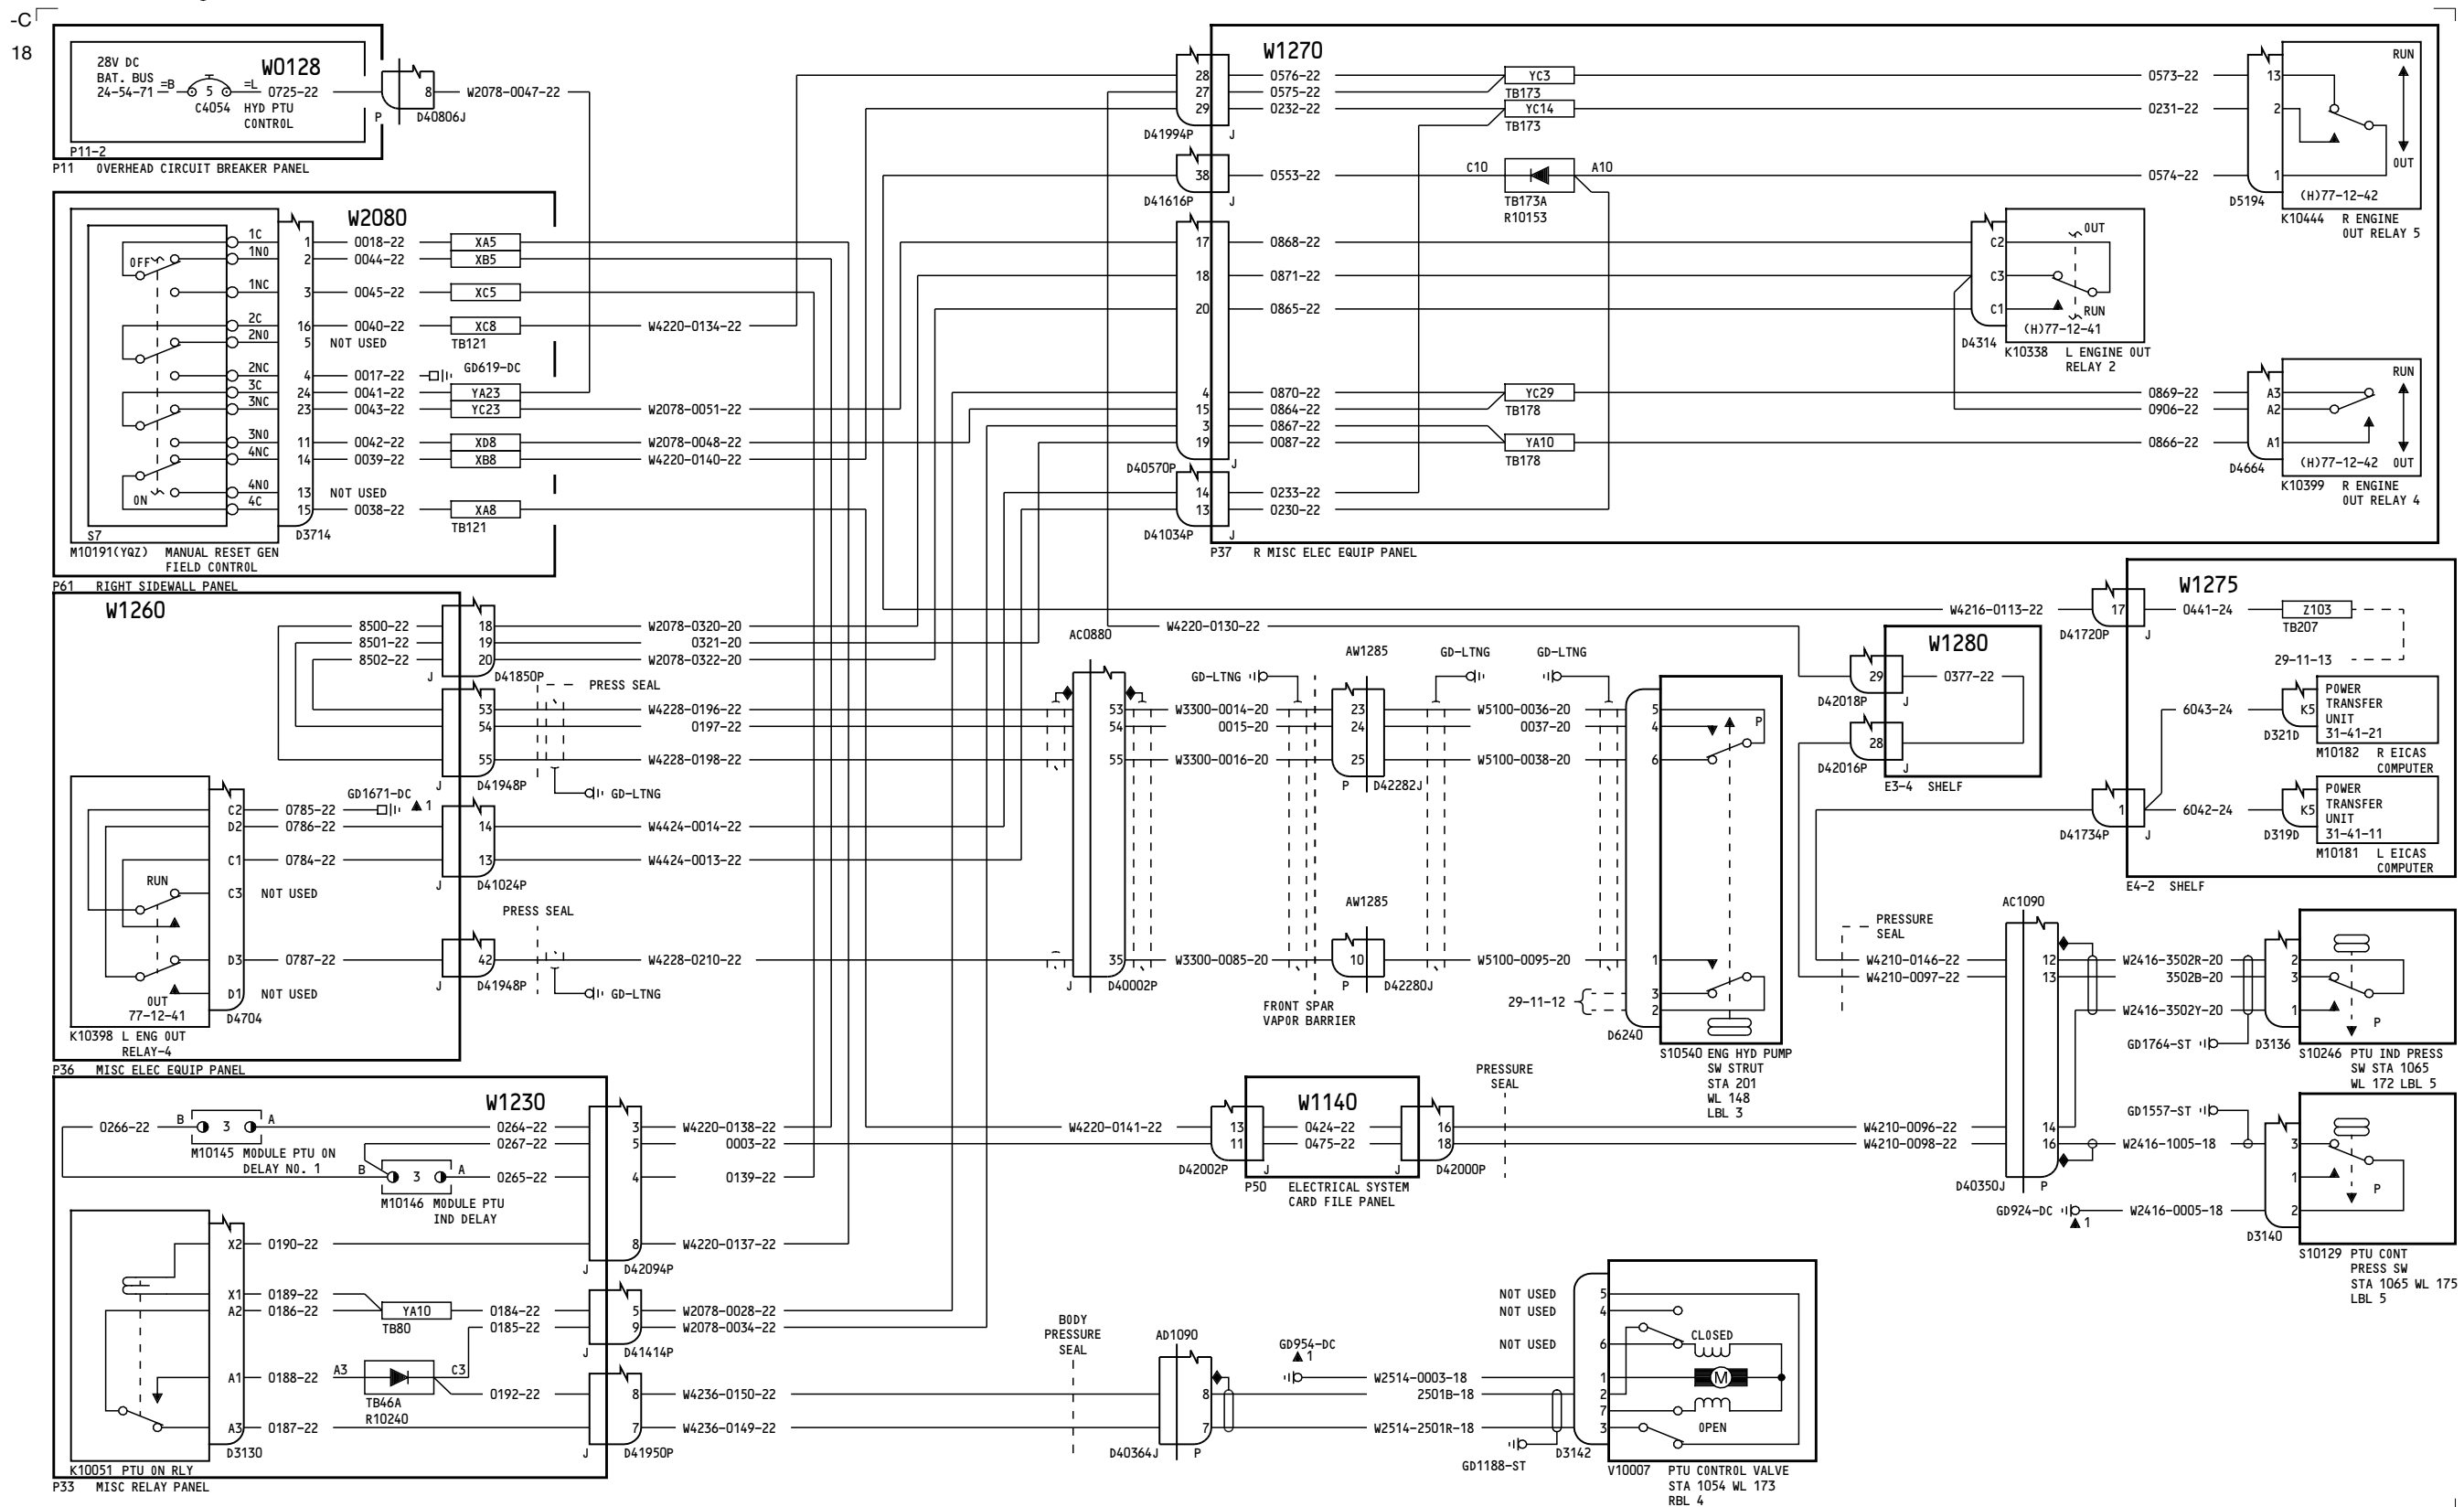 -C
18
W0128
28V DC
BAT. BUS
24-54-71
=B
5
=L
0725-22
C4054
HYD PTU
CONTROL
P11-2
P11 OVERHEAD CIRCUIT BREAKER PANEL
8
P
D40806J
W2078-0047-22
W2080
OFF
ON
1C
1NO
1NC
2C
2NO
2NC
3C
3NC
3NO
4NC
4NO
4C
1 0018-22 XA5
2 0044-22 XB5
3 0045-22 XC5
16 0040-22 XC8 W4220-0134-22
5 NOT USED
TB121
4 0017-22 GD619-DC
24 0041-22 YA23
23 0043-22 YC23 W2078-0051-22
11 0042-22 XD8 W2078-0048-22
14 0039-22 XB8 W4220-0140-22
13 NOT USED
15 0038-22 XA8
TB121
S7
D3714
M10191(YQZ) MANUAL RESET GEN
FIELD CONTROL
P61 RIGHT SIDEWALL PANEL
W1270
28 0576-22 YC3 0573-22 13
27 0575-22 TB173
29 0232-22 YC14 0231-22 2
TB173
D41994P J
38 0553-22 C10 A10 0574-22 1
TB173A
R10153
D41616P J
RUN
OUT
(H)77-12-42
D5194
K10444 R ENGINE
OUT RELAY 5
17 0868-22 C2
18 0871-22 C3
20 0865-22 C1
OUT
RUN
(H)77-12-41
D4314
K10338 L ENGINE OUT
RELAY 2
4 0870-22 YC29 0869-22 A3
15 0864-22 TB178 0906-22 A2
3 0867-22
19 0087-22 YA10 0866-22 A1
TB178
D40570P J
RUN
OUT
(H)77-12-42
D4664
K10399 R ENGINE
OUT RELAY 4
14 0233-22
13 0230-22
D41034P J
P37 R MISC ELEC EQUIP PANEL
W1260
8500-22 18 W2078-0320-20
8501-22 19 0321-20
8502-22 20 W2078-0322-20
J D41850P
PRESS SEAL
53 W4228-0196-22
54 0197-22
55 W4228-0198-22
J D41948P
GD-LTNG
C2 0785-22 GD1671-DC 1
D2 0786-22 14 W4424-0014-22
C1 0784-22 13 W4424-0013-22
J D41024P
RUN
C3 NOT USED
PRESS SEAL
D3 0787-22 42 W4228-0210-22
J D41948P
GD-LTNG
D1 NOT USED
OUT
77-12-41
D4704
K10398 L ENG OUT
RELAY-4
P36 MISC ELEC EQUIP PANEL
W4220-0130-22
AC0880
53 W3300-0014-20 23 W5100-0036-20 5
54 0015-20 24 0037-20 4
55 W3300-0016-20 25 W5100-0038-20 6
GD-LTNG
AW1285
GD-LTNG
GD-LTNG
P D42282J
P
AW1285
35 W3300-0085-20 10 W5100-0095-20 1
J D40002P
P D42280J
FRONT SPAR
VAPOR BARRIER
29-11-12
3
2
D6240
S10540 ENG HYD PUMP
SW STRUT
STA 201
WL 148
LBL 3
W4216-0113-22
W1275
17 0441-24 Z103
TB207
D41720P J
29-11-13
6043-24 K5
D321D
POWER
TRANSFER
UNIT
31-41-21
M10182 R EICAS
COMPUTER
1 6042-24 K5
D41734P J
D319D
POWER
TRANSFER
UNIT
31-41-11
M10181 L EICAS
COMPUTER
E4-2 SHELF
W1280
29 0377-22
D42018P J
28
D42016P J
E3-4 SHELF
PRESSURE
SEAL
AC1090
W4210-0146-22 12 W2416-3502R-20 2
W4210-0097-22 13 3502B-20 3
W2416-3502Y-20 1
P
GD1764-ST
D3136
S10246 PTU IND PRESS
SW STA 1065
WL 172 LBL 5
GD1557-ST
W4210-0096-22 14
W4210-0098-22 16 W2416-1005-18 3
1
P
D40350J P
GD924-DC W2416-0005-18 2
1
D3140
S10129 PTU CONT
PRESS SW
STA 1065 WL 175
LBL 5
W1230
0266-22 B 3 A 0264-22 3 W4220-0138-22
0267-22 5 0003-22
M10145 MODULE PTU ON
DELAY NO. 1
B 3 A 0265-22 4 0139-22
M10146 MODULE PTU
IND DELAY
X2 0190-22 8 W4220-0137-22
J D42094P
X1 0189-22
A2 0186-22 YA10 0184-22 5 W2078-0028-22
TB80 0185-22 9 W2078-0034-22
J D41414P
A1 0188-22 A3 C3
0192-22 8 W4236-0150-22
TB46A
R10240
A3 0187-22 7 W4236-0149-22
D3130
J D41950P
K10051 PTU ON RLY
P33 MISC RELAY PANEL
W4220-0141-22
W1140
13 0424-22 16
11 0475-22 18
D42002P J J D42000P
P50 ELECTRICAL SYSTEM
CARD FILE PANEL
PRESSURE
SEAL
BODY
PRESSURE
SEAL
AD1090
8
7
D40364J P
GD954-DC
1
NOT USED 5
NOT USED 4
NOT USED 6
W2514-0003-18 1
2501B-18 2
7
W2514-2501R-18 3
GD1188-ST
D3142
CLOSED
M
OPEN
V10007 PTU CONTROL VALVE
STA 1054 WL 173
RBL 4